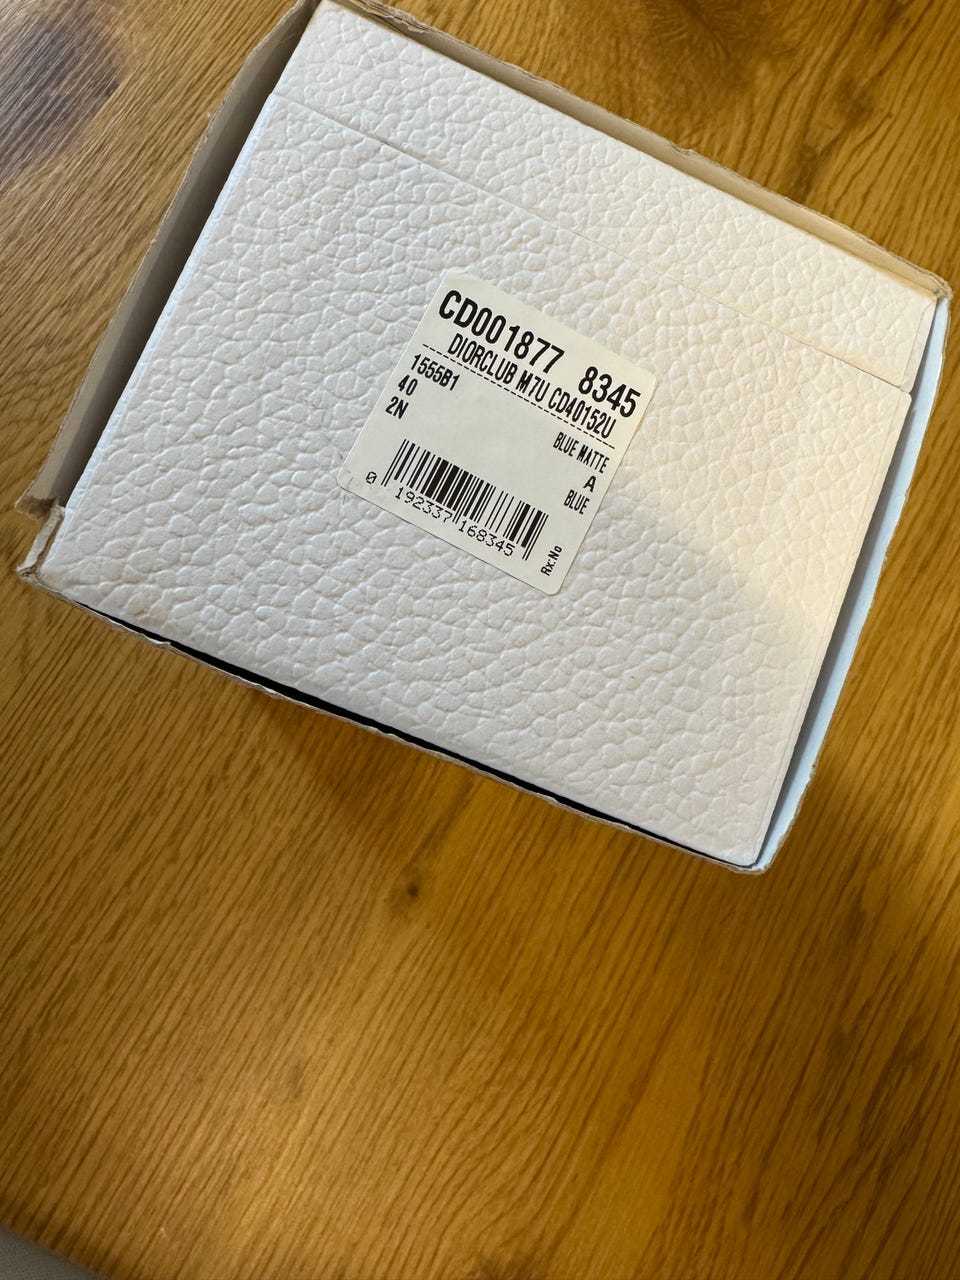 CD001877 8345
DIORCLUB M7U CD40152U
1555B1
40
2N
BLUE MATTE
A
BLUE
0 192337 168345
Rx:No